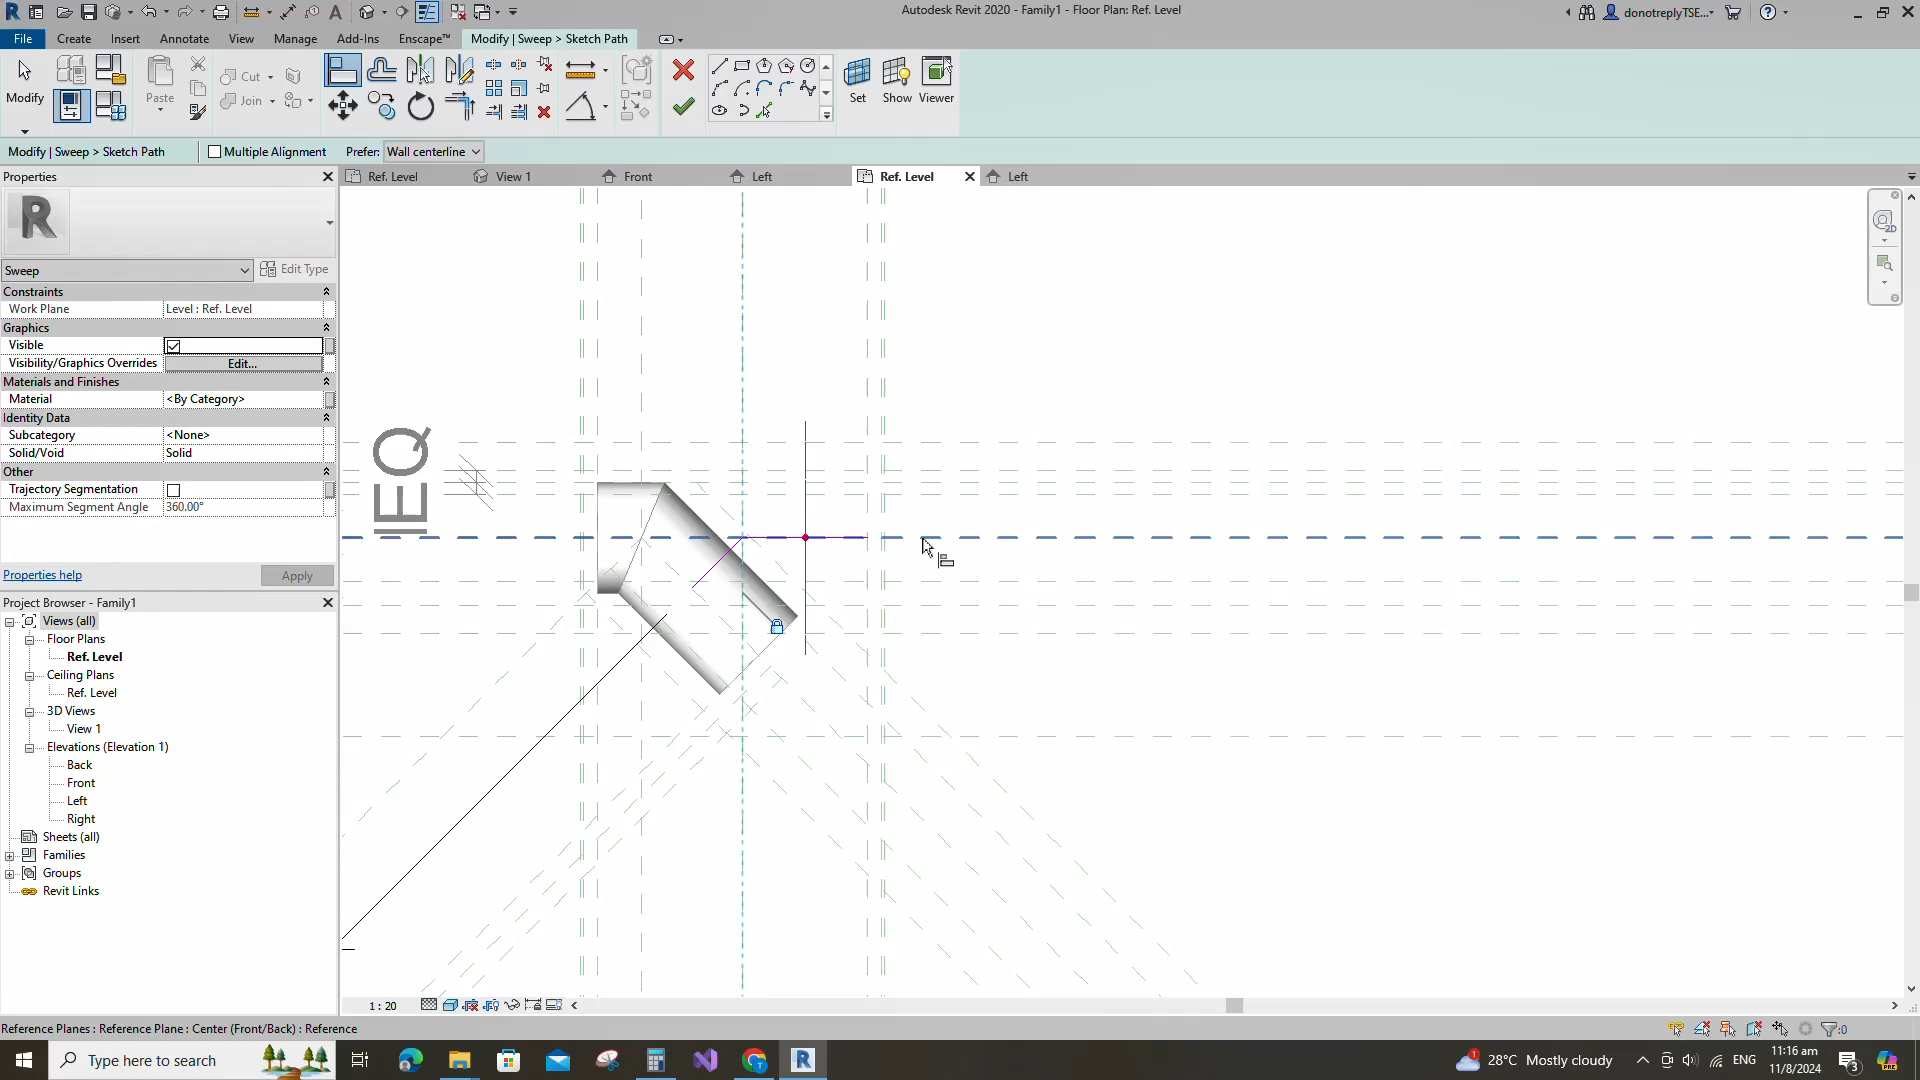 Autodesk Revit 2020 - Family1 - Floor Plan: Ref. Level
donotreplyTSE...
File
Create
Insert
Annotate
View
Manage
Add-Ins
Enscape™
Modify | Sweep > Sketch Path
Modify
Paste
Cut
Join
Set
Show
Viewer
Modify | Sweep > Sketch Path
Multiple Alignment
Prefer:
Wall centerline
Properties
Ref. Level
View 1
Front
Left
Ref. Level
Left
Sweep
Edit Type
Constraints
Work Plane
Level : Ref. Level
Graphics
Visible
Visibility/Graphics Overrides
Edit...
Materials and Finishes
Material
<By Category>
Identity Data
Subcategory
<None>
Solid/Void
Solid
Other
Trajectory Segmentation
Maximum Segment Angle
360.00°
Properties help
Apply
Project Browser - Family1
Views (all)
Floor Plans
Ref. Level
Ceiling Plans
Ref. Level
3D Views
View 1
Elevations (Elevation 1)
Back
Front
Left
Right
Sheets (all)
Families
Groups
Revit Links
EQ
2D
1 : 20
Reference Planes : Reference Plane : Center (Front/Back) : Reference
:0
Type here to search
28°C Mostly cloudy
ENG
11:16 am
11/8/2024
3